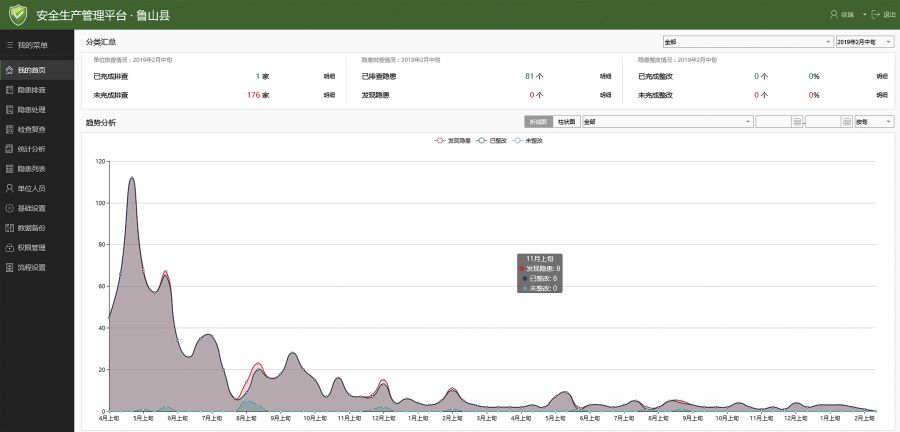 安全生产管理平台 · 鲁山县
徐瑞 退出
我的菜单
我的首页
隐患排查
隐患处理
检查复查
统计分析
隐患列表
单位人员
基础设置
数据备份
权限管理
流程设置
分类汇总
全部
2019年2月中旬
单位排查情况：2019年2月中旬
已完成排查 1 家 明细
未完成排查 176 家 明细
隐患排查情况：2019年2月中旬
已排查隐患 81 个 明细
发现隐患 0 个 明细
隐患整改情况：2019年2月中旬
已完成整改 0 个 0% 明细
未完成整改 0 个 0% 明细
趋势分析
折线图 柱状图 全部 - 按旬
发现隐患 已整改 未整改
120
100
80
60
40
20
0
11月上旬
发现隐患: 8
已整改: 8
未整改: 0
4月上旬 5月上旬 6月上旬 7月上旬 8月上旬 9月上旬 10月上旬 11月上旬 12月上旬 1月上旬 2月上旬 3月上旬 4月上旬 5月上旬 6月上旬 7月上旬 8月上旬 9月上旬 10月上旬 11月上旬 12月上旬 1月上旬 2月上旬